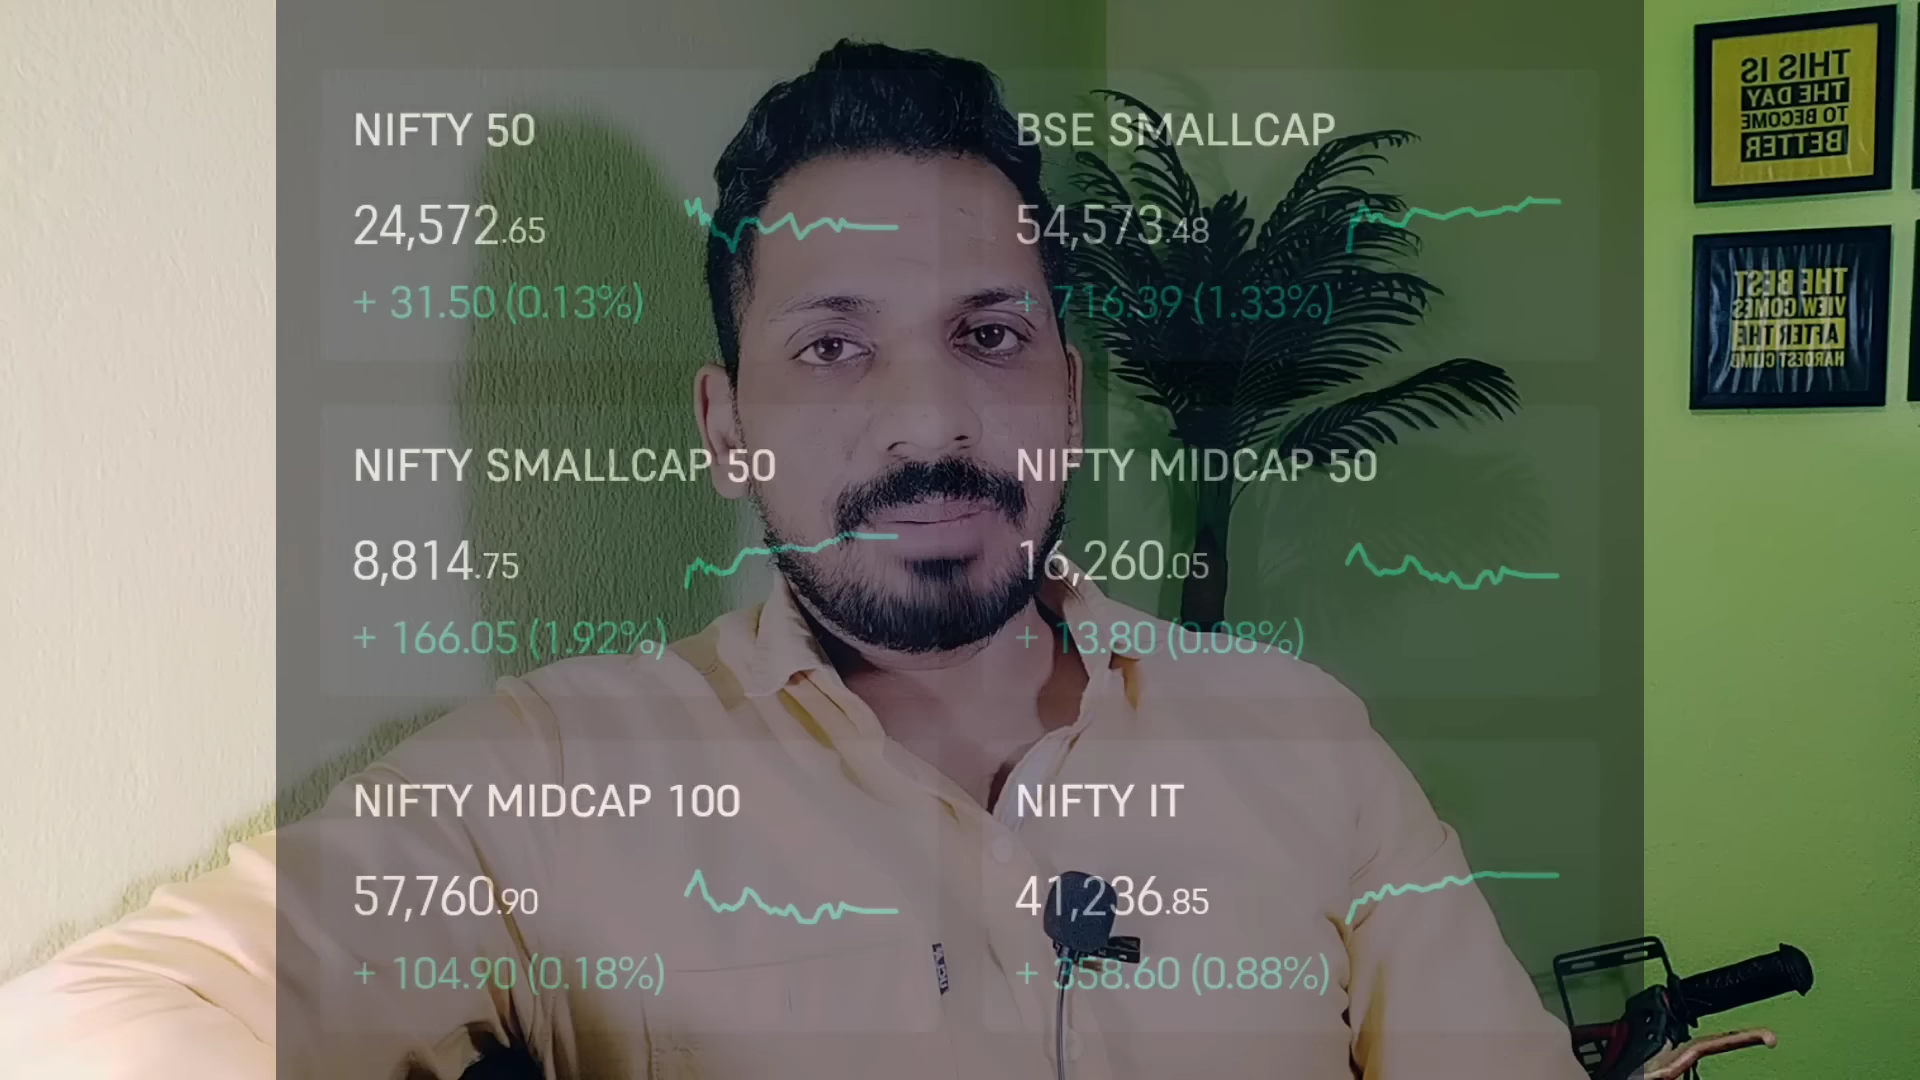 NIFTY 50
24,572.65
+ 31.50 (0.13%)
BSE SMALLCAP
54,573.48
+ 716.39 (1.33%)
NIFTY SMALLCAP 50
8,814.75
+ 166.05 (1.92%)
NIFTY MIDCAP 50
16,260.05
+ 13.80 (0.08%)
NIFTY MIDCAP 100
57,760.90
+ 104.90 (0.18%)
NIFTY IT
41,236.85
+ 358.60 (0.88%)
THIS IS
THE DAY
TO BECOME
BETTER
THE BEST
VIEW COMES
AFTER THE
HARDEST CLIMB